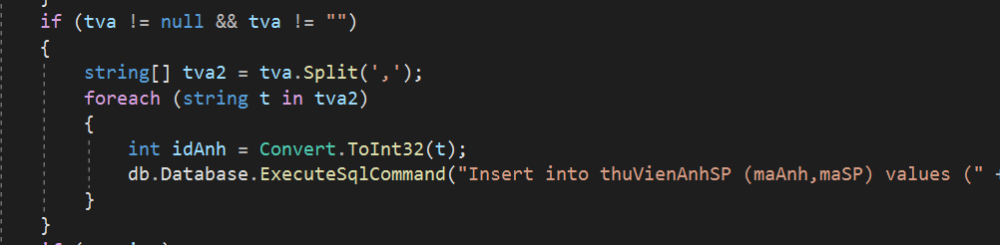 if (tva != null && tva != "")
{
string[] tva2 = tva.Split(',');
foreach (string t in tva2)
{
int idAnh = Convert.ToInt32(t);
db.Database.ExecuteSqlCommand("Insert into thuVienAnhSP (maAnh,maSP) values (" +
}
}